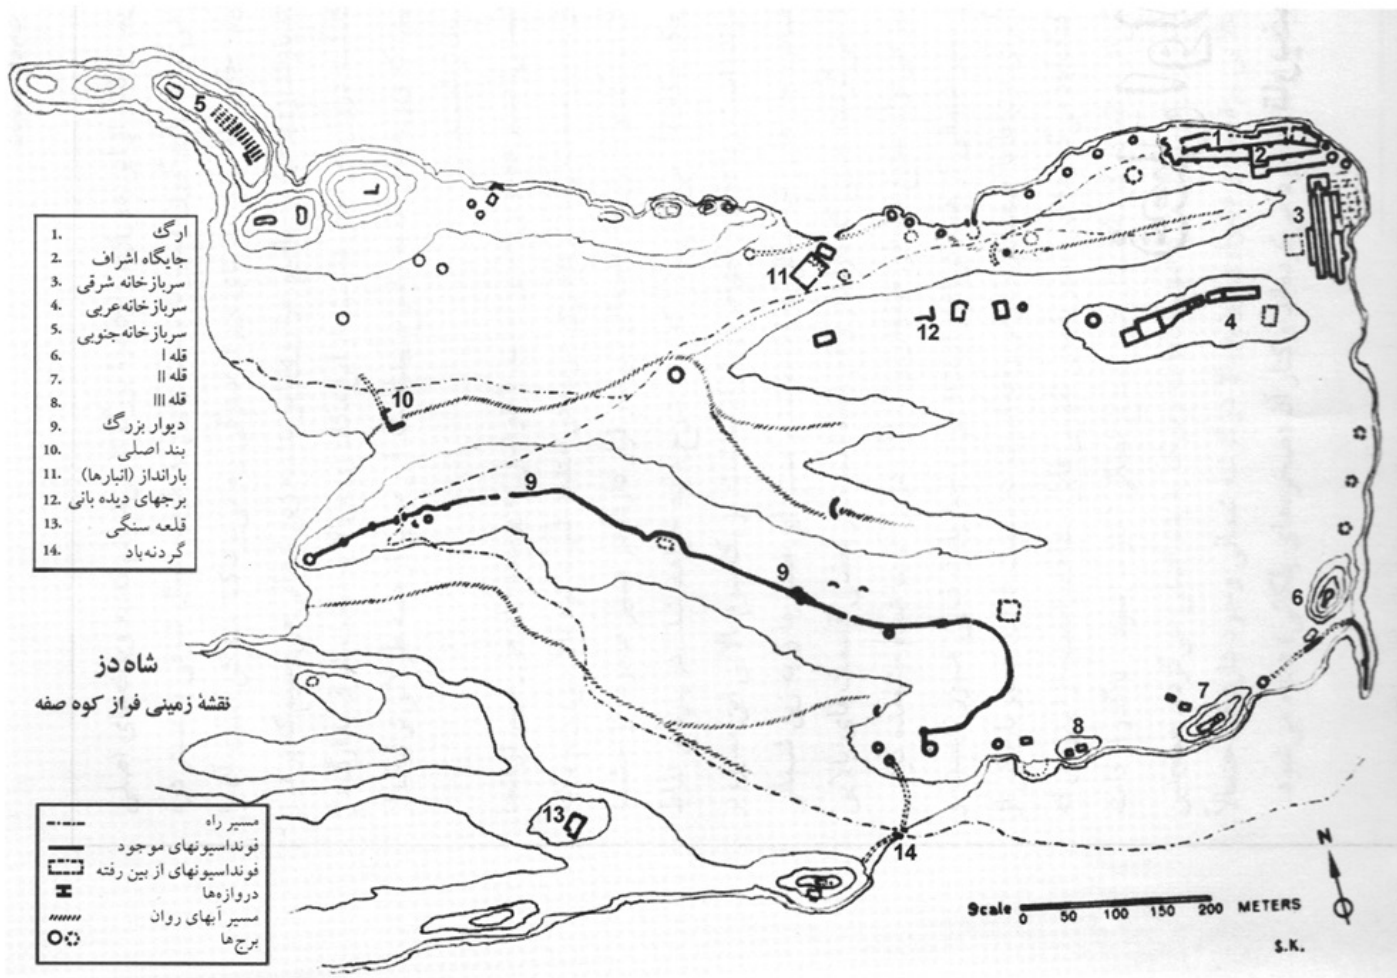 1. ارگ
2. جایگاه اشراف
3. سربازخانه شرقی
4. سربازخانه غربی
5. سربازخانه جنوبی
6. قله I
7. قله II
8. قله III
9. دیوار بزرگ
10. بند اصلی
11. بارانداز (انبارها)
12. برجهای دیده بانی
13. قلعه سنگی
14. گردنه باد
شاه دز
نقشهٔ زمینی فراز کوه صفه
مسیر راه
فونداسیونهای موجود
فونداسیونهای از بین رفته
دروازه‌ها
مسیر آبهای روان
برج‌ها
5
1
2
3
11
12
4
10
9
9
6
7
8
13
14
N
Scale 0 50 100 150 200 METERS
S.K.